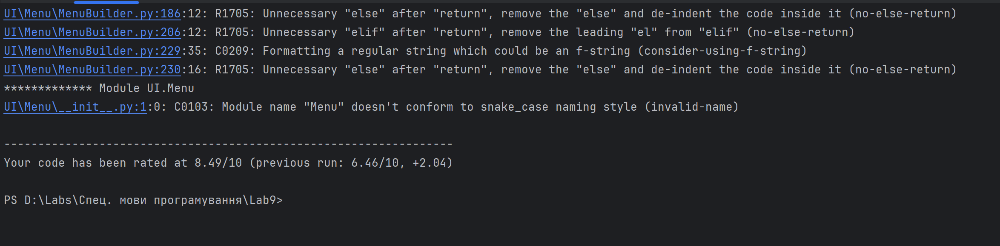 UI\Menu\MenuBuilder.py:186:12: R1705: Unnecessary "else" after "return", remove the "else" and de-indent the code inside it (no-else-return)
UI\Menu\MenuBuilder.py:206:12: R1705: Unnecessary "elif" after "return", remove the leading "el" from "elif" (no-else-return)
UI\Menu\MenuBuilder.py:229:35: C0209: Formatting a regular string which could be an f-string (consider-using-f-string)
UI\Menu\MenuBuilder.py:230:16: R1705: Unnecessary "else" after "return", remove the "else" and de-indent the code inside it (no-else-return)
************* Module UI.Menu
UI\Menu\__init__.py:1:0: C0103: Module name "Menu" doesn't conform to snake_case naming style (invalid-name)
------------------------------------------------------------------
Your code has been rated at 8.49/10 (previous run: 6.46/10, +2.04)
PS D:\Labs\Спец. мови програмування\Lab9>